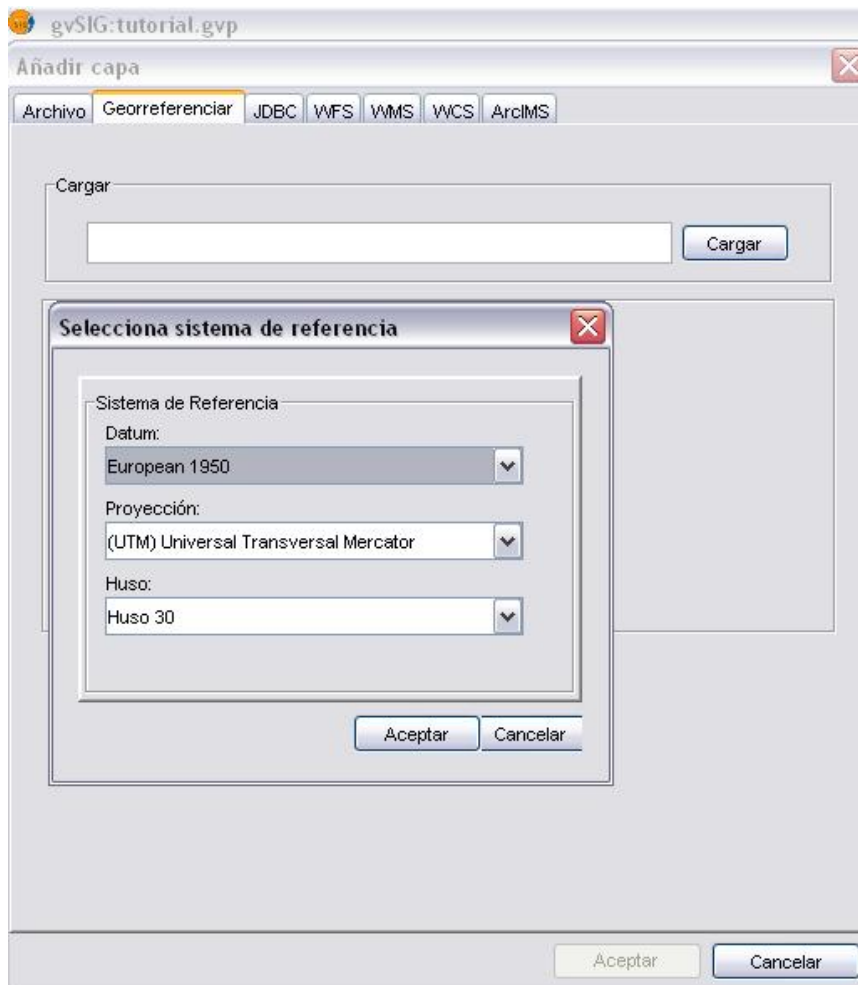 gvSIG:tutorial.gvp
Añadir capa
Archivo Georreferenciar JDBC WFS WMS WCS ArcIMS
Cargar
Cargar
Selecciona sistema de referencia
Sistema de Referencia
Datum:
European 1950
Proyección:
(UTM) Universal Transversal Mercator
Huso:
Huso 30
Aceptar Cancelar
Aceptar Cancelar